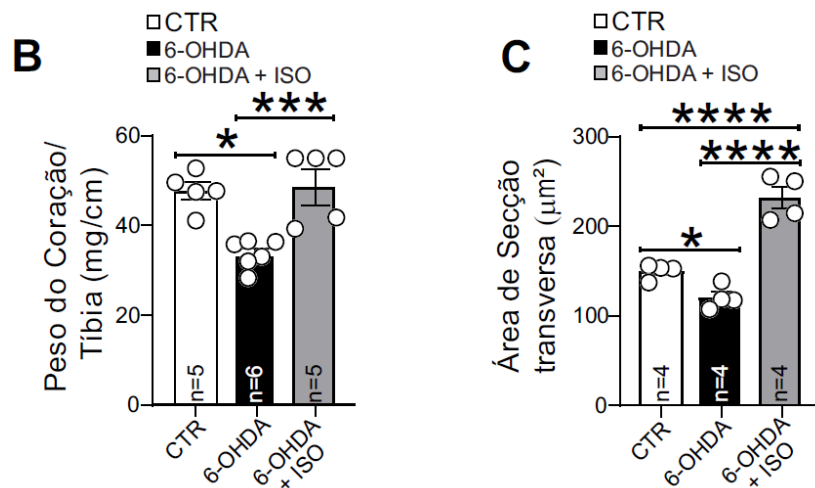 B
CTR
6-OHDA
6-OHDA + ISO
***
*
Peso do Coração/
Tíbia (mg/cm)
60
40
20
0
n=5
n=6
n=5
CTR
6-OHDA
6-OHDA
+ ISO
C
CTR
6-OHDA
6-OHDA + ISO
****
****
*
Área de Secção
transversa (μm²)
300
200
100
0
n=4
n=4
n=4
CTR
6-OHDA
6-OHDA
+ ISO